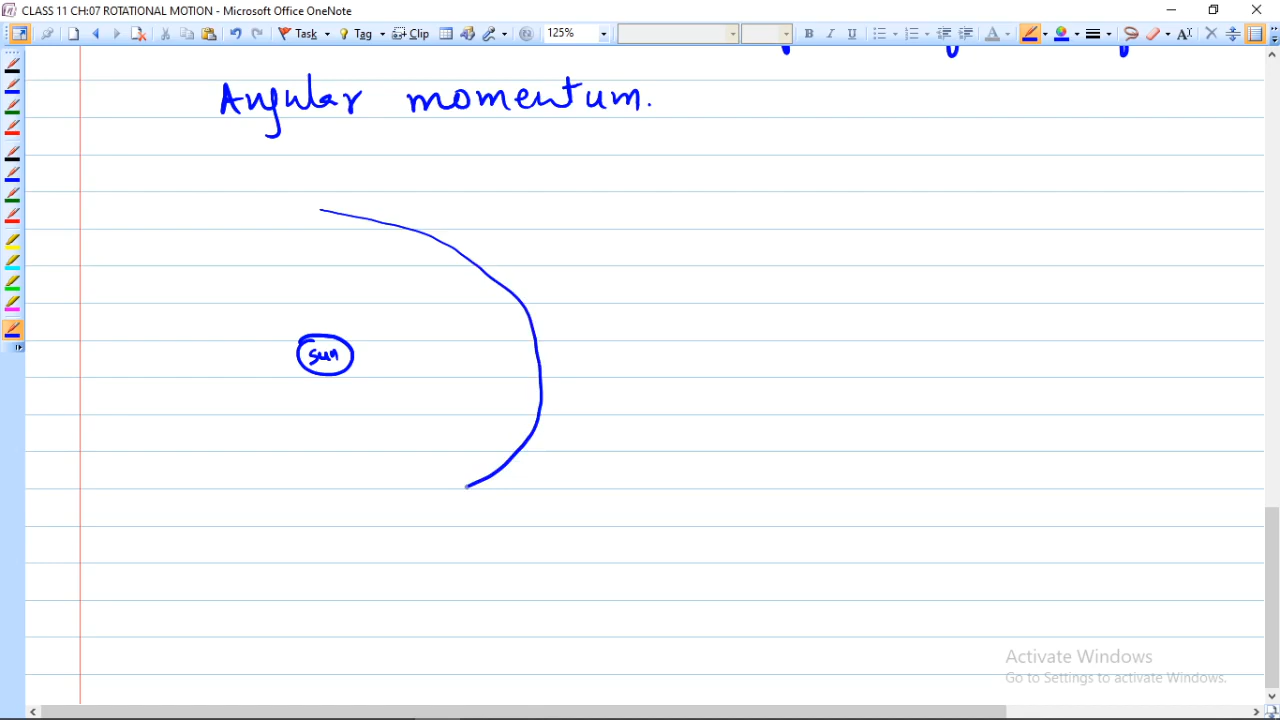 CLASS 11 CH:07 ROTATIONAL MOTION - Microsoft Office OneNote
Task Tag Clip 125% B I U
Angular momentum.
Sun
Activate Windows
Go to Settings to activate Windows.